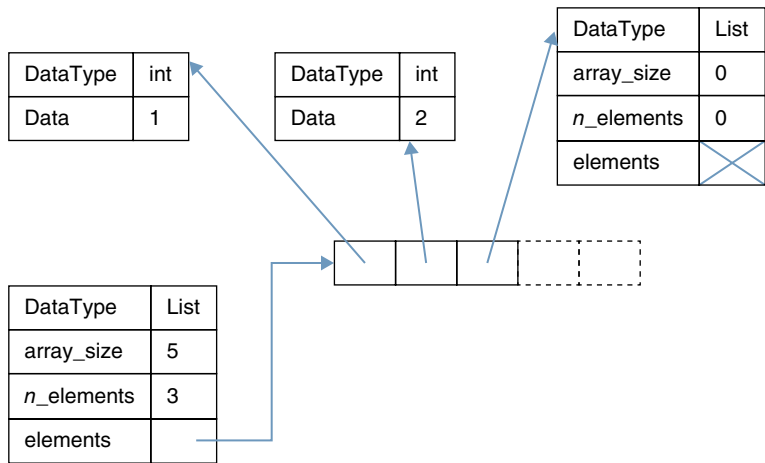 DataType int
Data 1
DataType int
Data 2
DataType List
array_size 0
n_elements 0
elements
DataType List
array_size 5
n_elements 3
elements